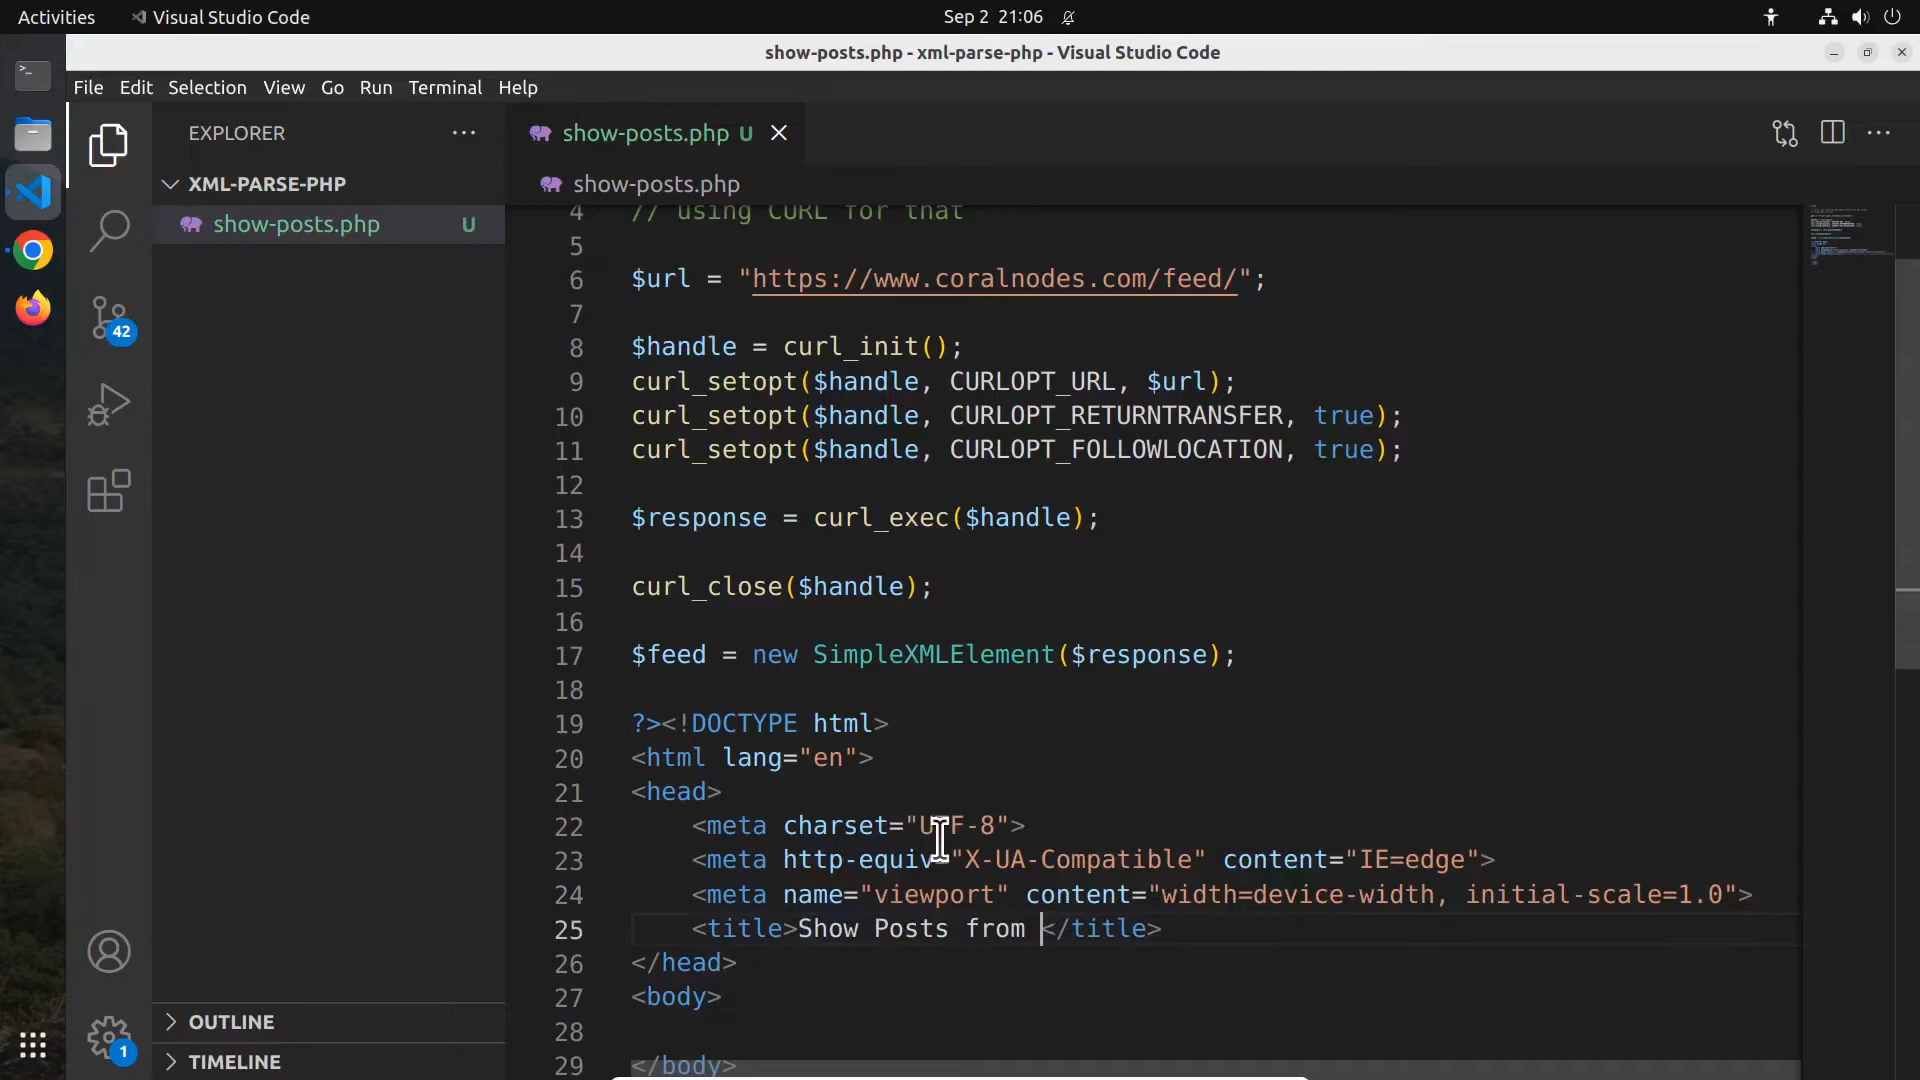 Activities
Visual Studio Code
Sep 2 21:06
show-posts.php - xml-parse-php - Visual Studio Code
File Edit Selection View Go Run Terminal Help
EXPLORER
XML-PARSE-PHP
show-posts.php U
42
1
OUTLINE
TIMELINE
show-posts.php U
show-posts.php
4 // using CURL for that
5
6 $url = "https://www.coralnodes.com/feed/";
7
8 $handle = curl_init();
9 curl_setopt($handle, CURLOPT_URL, $url);
10 curl_setopt($handle, CURLOPT_RETURNTRANSFER, true);
11 curl_setopt($handle, CURLOPT_FOLLOWLOCATION, true);
12
13 $response = curl_exec($handle);
14
15 curl_close($handle);
16
17 $feed = new SimpleXMLElement($response);
18
19 ?><!DOCTYPE html>
20 <html lang="en">
21 <head>
22 <meta charset="UTF-8">
23 <meta http-equiv="X-UA-Compatible" content="IE=edge">
24 <meta name="viewport" content="width=device-width, initial-scale=1.0">
25 <title>Show Posts from </title>
26 </head>
27 <body>
28
29 </body>